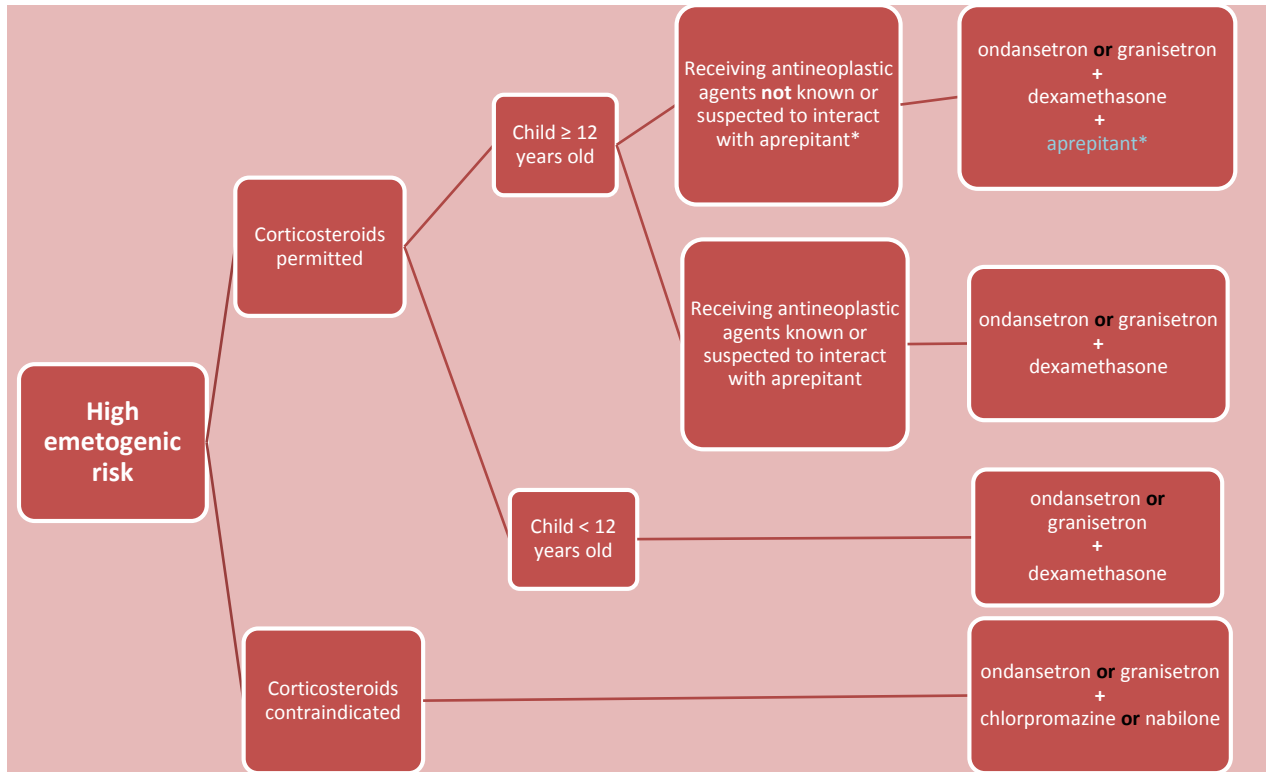 High
emetogenic
risk
Corticosteroids
permitted
Child ≥ 12
years old
Receiving antineoplastic
agents not known or
suspected to interact
with aprepitant*
ondansetron or granisetron
+
dexamethasone
+
aprepitant*
Receiving antineoplastic
agents known or
suspected to interact
with aprepitant
ondansetron or granisetron
+
dexamethasone
Child < 12
years old
ondansetron or
granisetron
+
dexamethasone
Corticosteroids
contraindicated
ondansetron or granisetron
+
chlorpromazine or nabilone